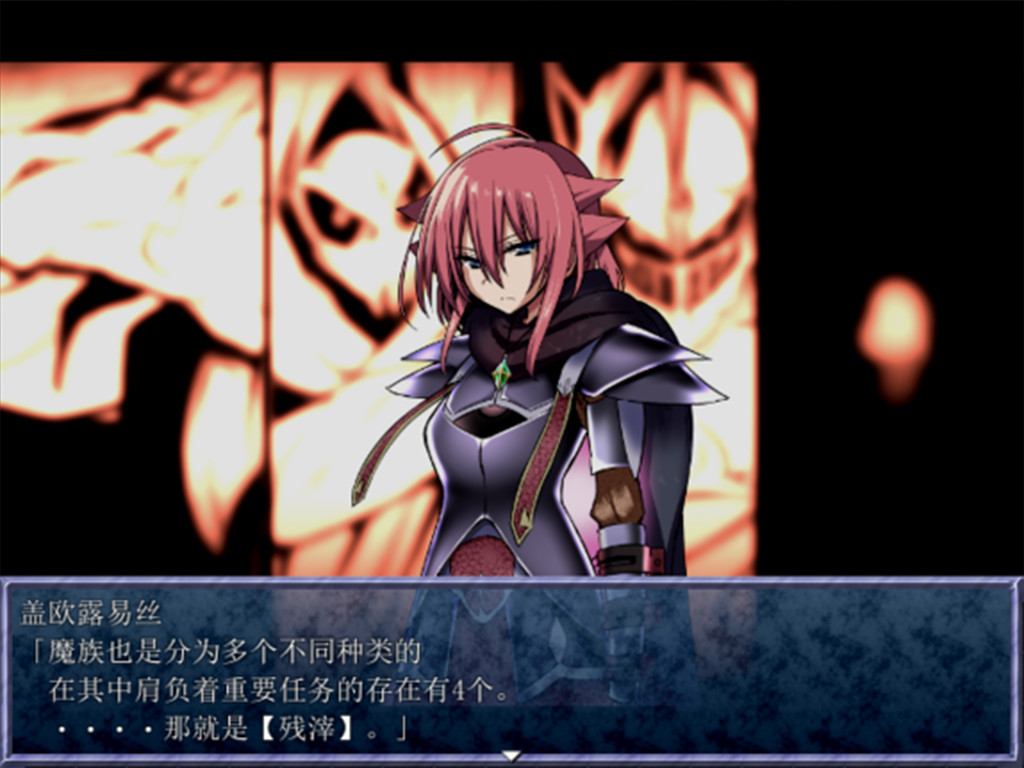 盖欧露易丝
「魔族也是分为多个不同种类的
在其中肩负着重要任务的存在有4个。
・・・・那就是【残滓】。」